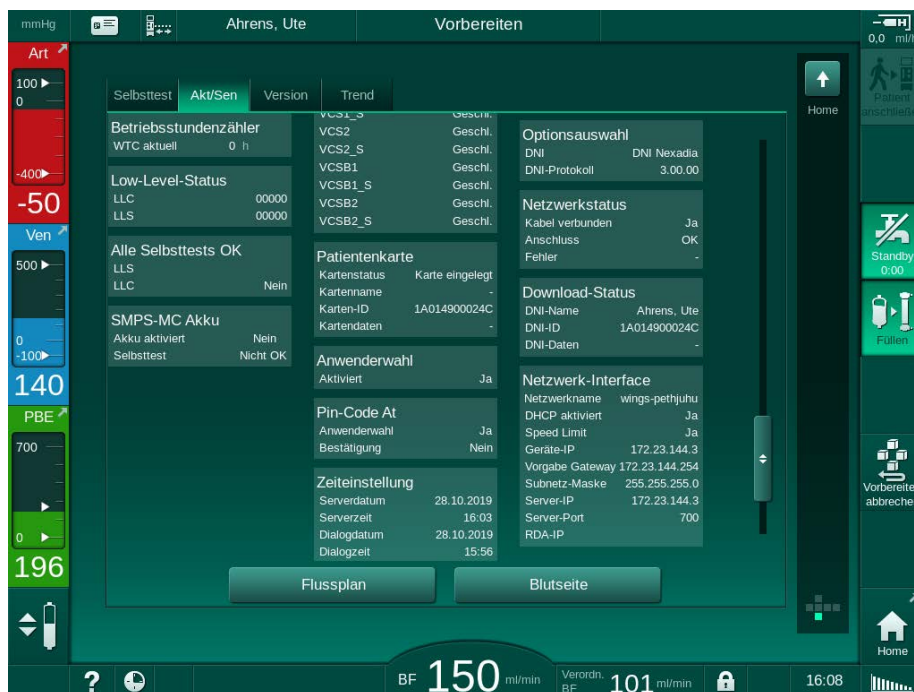 mmHg
Ahrens, Ute
Vorbereiten
0,0 ml/h
Art
100
0
-400
-50
Ven
500
0
-100
140
PBE
700
0
196
Selbsttest
Akt/Sen
Version
Trend
Betriebsstundenzähler
WTC aktuell 0 h
Low-Level-Status
LLC 00000
LLS 00000
Alle Selbsttests OK
LLS
LLC Nein
SMPS-MC Akku
Akku aktiviert Nein
Selbsttest Nicht OK
VCS1_S Geschl.
VCS2 Geschl.
VCS2_S Geschl.
VCSB1 Geschl.
VCSB1_S Geschl.
VCSB2 Geschl.
VCSB2_S Geschl.
Patientenkarte
Kartenstatus Karte eingelegt
Kartenname -
Karten-ID 1A014900024C
Kartendaten -
Anwenderwahl
Aktiviert Ja
Pin-Code At
Anwenderwahl Ja
Bestätigung Nein
Zeiteinstellung
Serverdatum 28.10.2019
Serverzeit 16:03
Dialogdatum 28.10.2019
Dialogzeit 15:56
Optionsauswahl
DNI DNI Nexadia
DNI-Protokoll 3.00.00
Netzwerkstatus
Kabel verbunden Ja
Anschluss OK
Fehler -
Download-Status
DNI-Name Ahrens, Ute
DNI-ID 1A014900024C
DNI-Daten -
Netzwerk-Interface
Netzwerkname wings-pethjuhu
DHCP aktiviert Ja
Speed Limit Ja
Geräte-IP 172.23.144.3
Vorgabe Gateway 172.23.144.254
Subnetz-Maske 255.255.255.0
Server-IP 172.23.144.3
Server-Port 700
RDA-IP
Flussplan
Blutseite
Home
Patient
anschließe
Standby
0:00
Füllen
Vorbereite
abbreche
Home
?
BF 150 ml/min
Verordn.
BF 101 ml/min
16:08